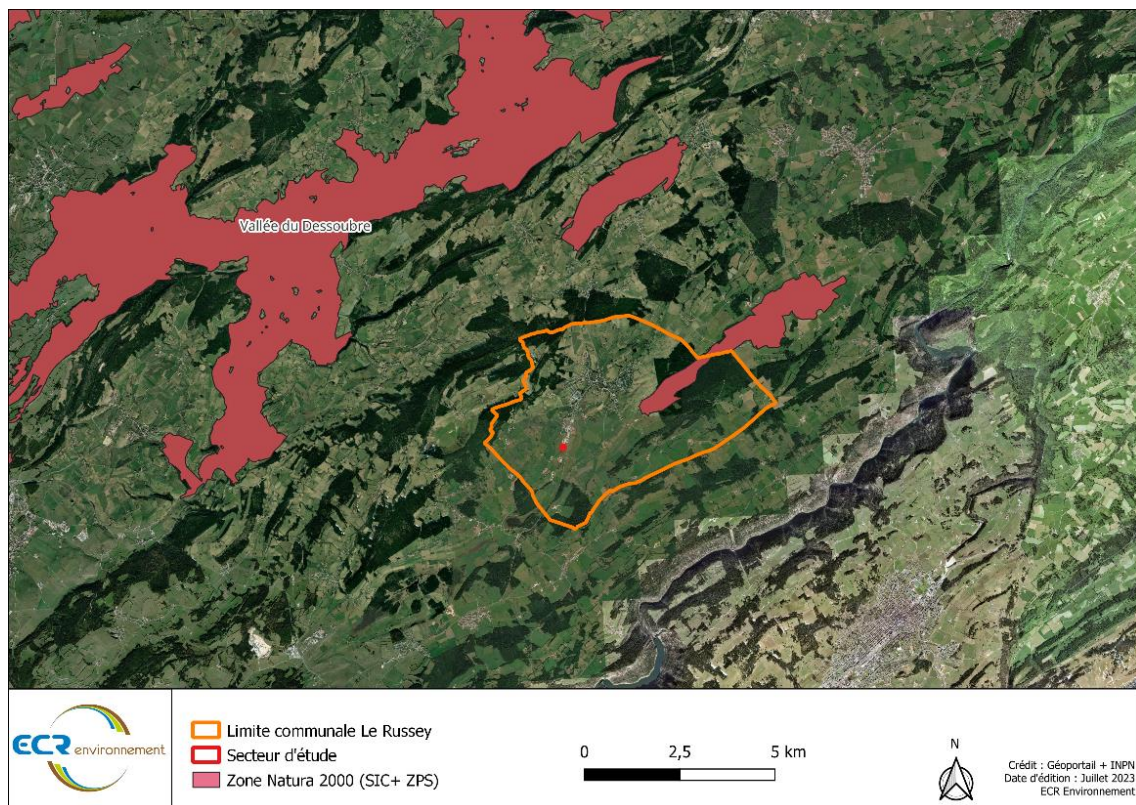 Vallée du Dessoubre
ECR environnement
Limite communale Le Russey
Secteur d'étude
Zone Natura 2000 (SIC+ ZPS)
0 2,5 5 km
N
Crédit : Géoportail + INPN
Date d'édition : Juillet 2023
ECR Environnement